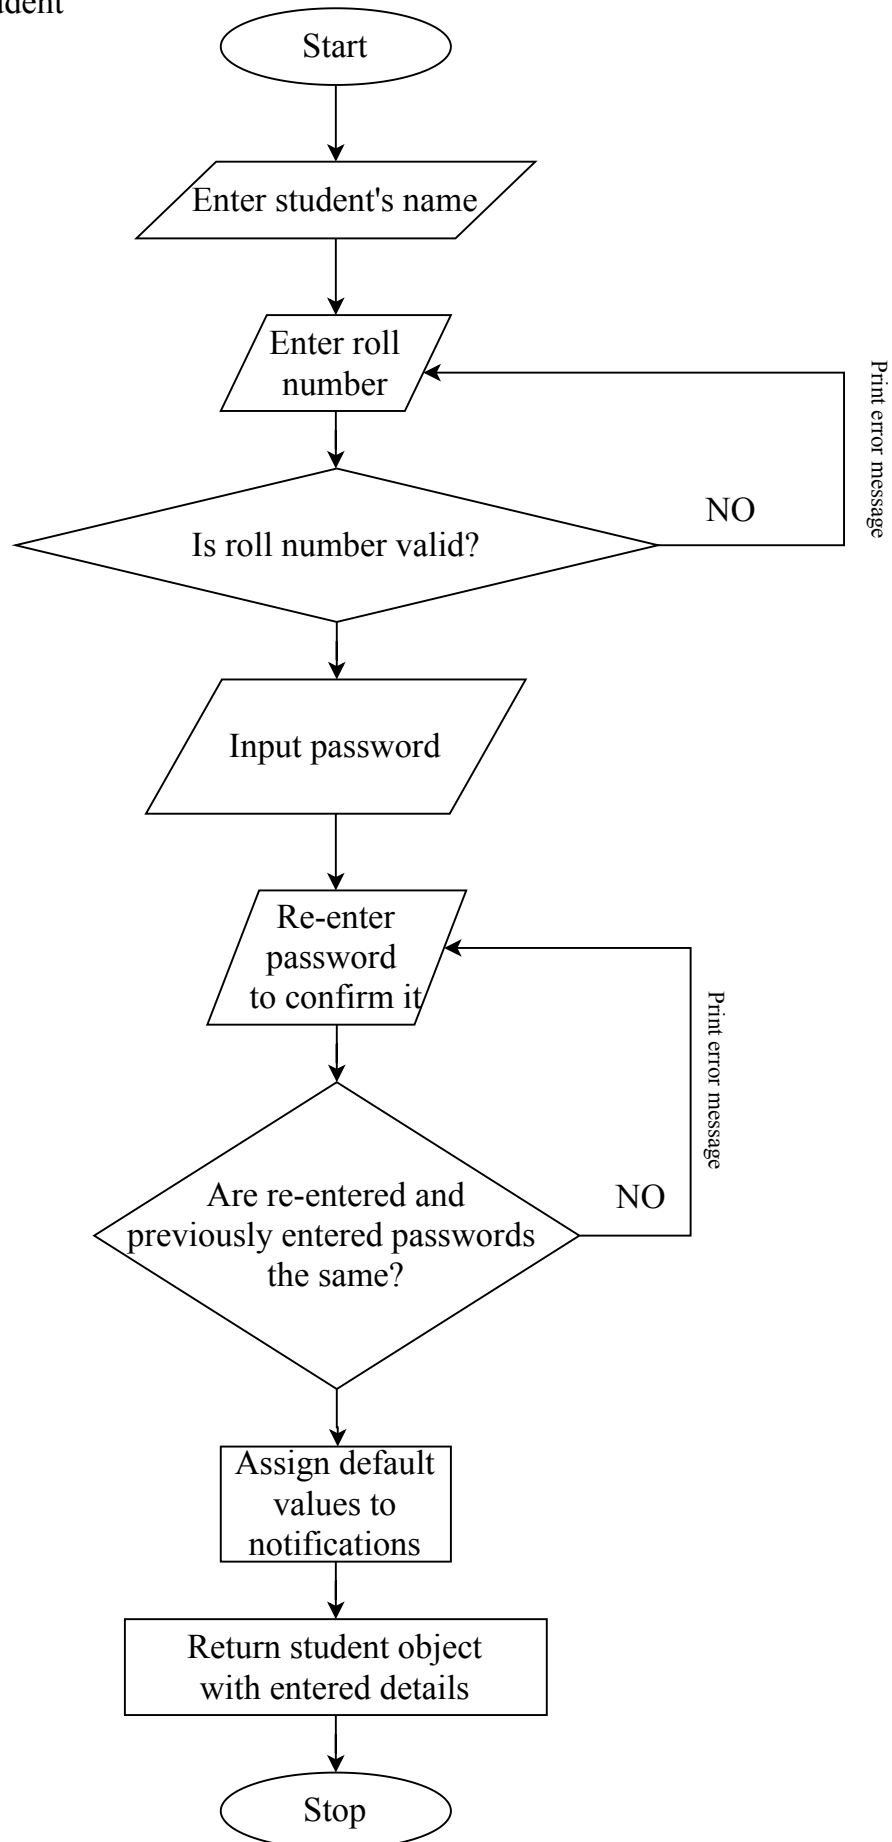 Start
Enter student's name
Enter roll
number
Print error message
NO
Is roll number valid?
Input password
Re-enter
password
to confirm it
Print error message
NO
Are re-entered and
previously entered passwords
the same?
Assign default
values to
notifications
Return student object
with entered details
Stop